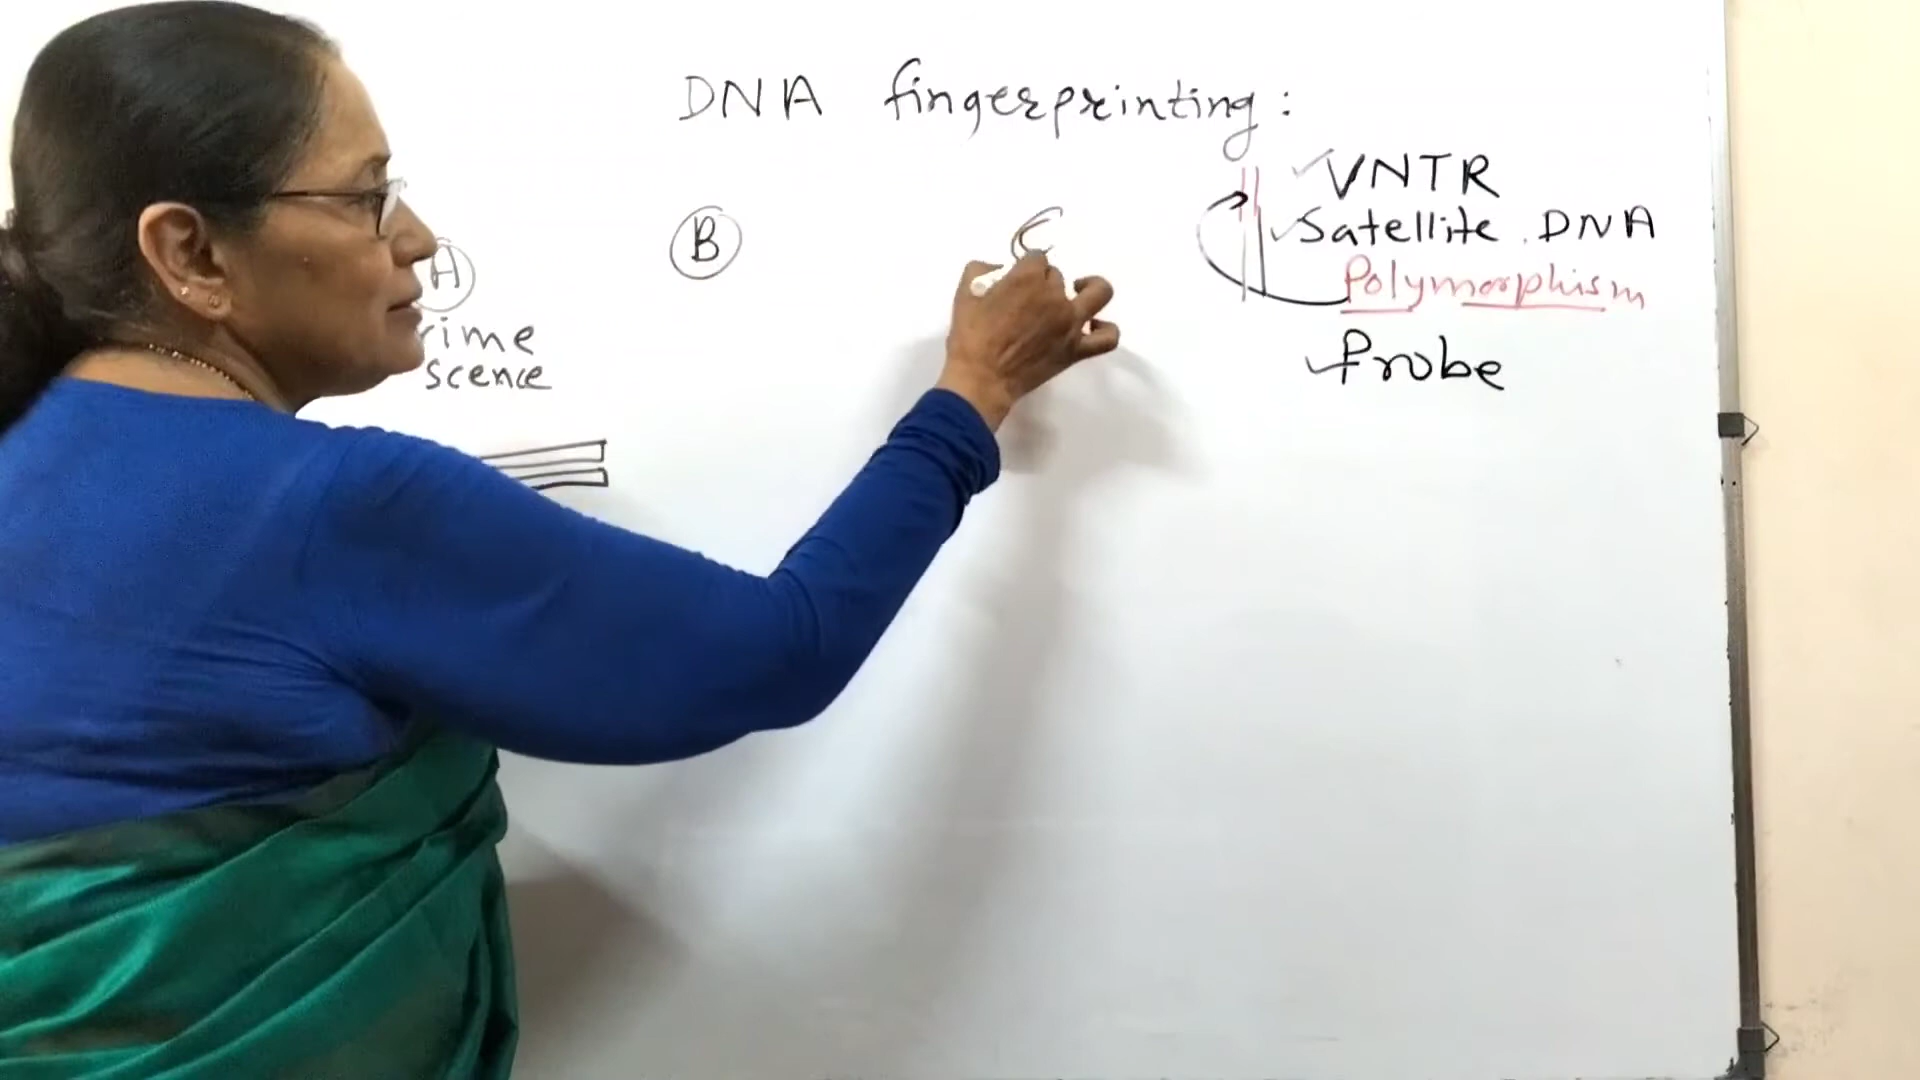 DNA fingerprinting:
VNTR
Satellite DNA
Polymorphism
Probe
A
B
C
rime
scence